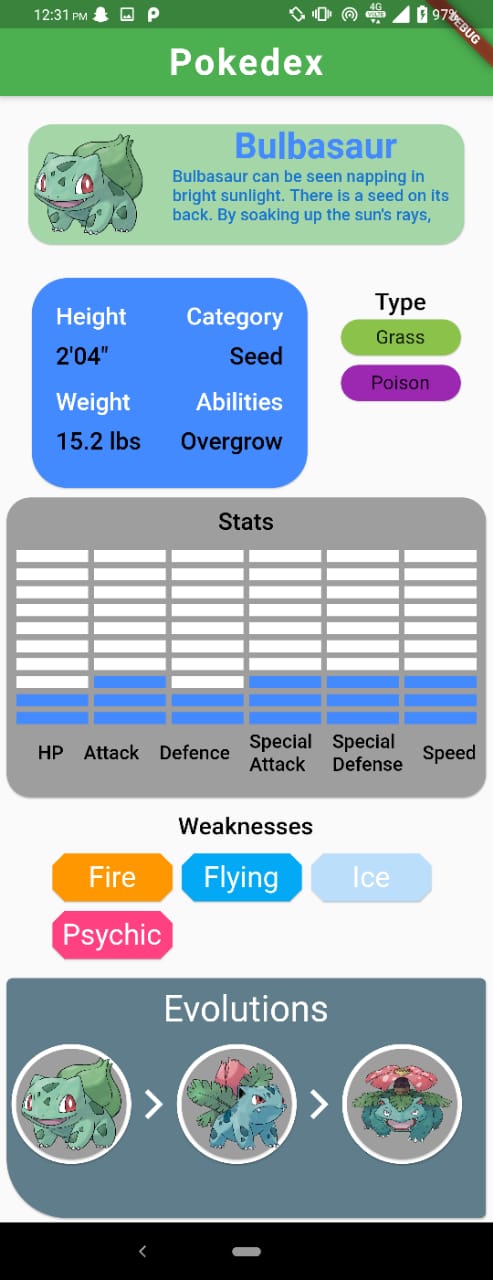 12:31 PM
4G
VoLTE
97%
DEBUG
Pokedex
Bulbasaur
Bulbasaur can be seen napping in
bright sunlight. There is a seed on its
back. By soaking up the sun's rays,
Height Category
2'04" Seed
Weight Abilities
15.2 lbs Overgrow
Type
Grass
Poison
Stats
HP Attack Defence Special Attack Special Defense Speed
Weaknesses
Fire Flying Ice
Psychic
Evolutions